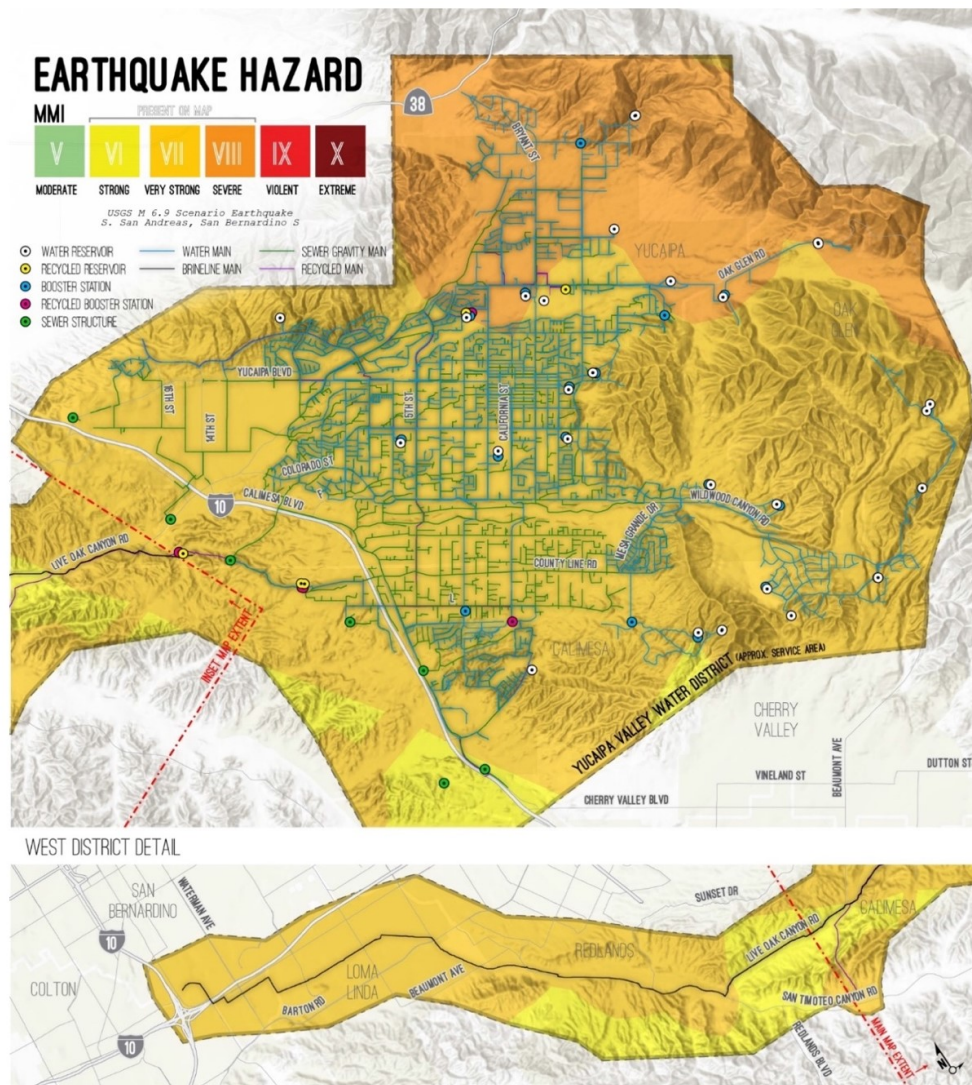 EARTHQUAKE HAZARD
MMI
PRESENT ON MAP
V VI VII VIII IX X
MODERATE STRONG VERY STRONG SEVERE VIOLENT EXTREME
USGS M 6.9 Scenario Earthquake
S. San Andreas, San Bernardino S
WATER RESERVOIR WATER MAIN SEWER GRAVITY MAIN
RECYCLED RESERVOIR BRINELINE MAIN RECYCLED MAIN
BOOSTER STATION
RECYCLED BOOSTER STATION
SEWER STRUCTURE
38
BRYANT ST
YUCAIPA
OAK GLEN RD
OAK
GLEN
YUCAIPA BLVD
16TH ST
14TH ST
5TH ST
CALIFORNIA ST
COLORADO ST
10
CALIMESA BLVD
WILDWOOD CANYON RD
MESA GRANDE DR
LIVE OAK CANYON RD
COUNTY LINE RD
INSET MAP EXTENT
CALIMESA
YUCAIPA VALLEY WATER DISTRICT (APPROX. SERVICE AREA)
CHERRY
VALLEY
BEAUMONT AVE
DUTTON ST
VINELAND ST
CHERRY VALLEY BLVD
WEST DISTRICT DETAIL
SAN
BERNARDINO
WATERMAN AVE
SUNSET DR
CALIMESA
10
REDLANDS
LIVE OAK CANYON RD
COLTON
LOMA
LINDA
BEAUMONT AVE
BARTON RD
SAN TIMOTEO CANYON RD
10
REDLANDS BLVD
MAIN MAP EXTENT
N